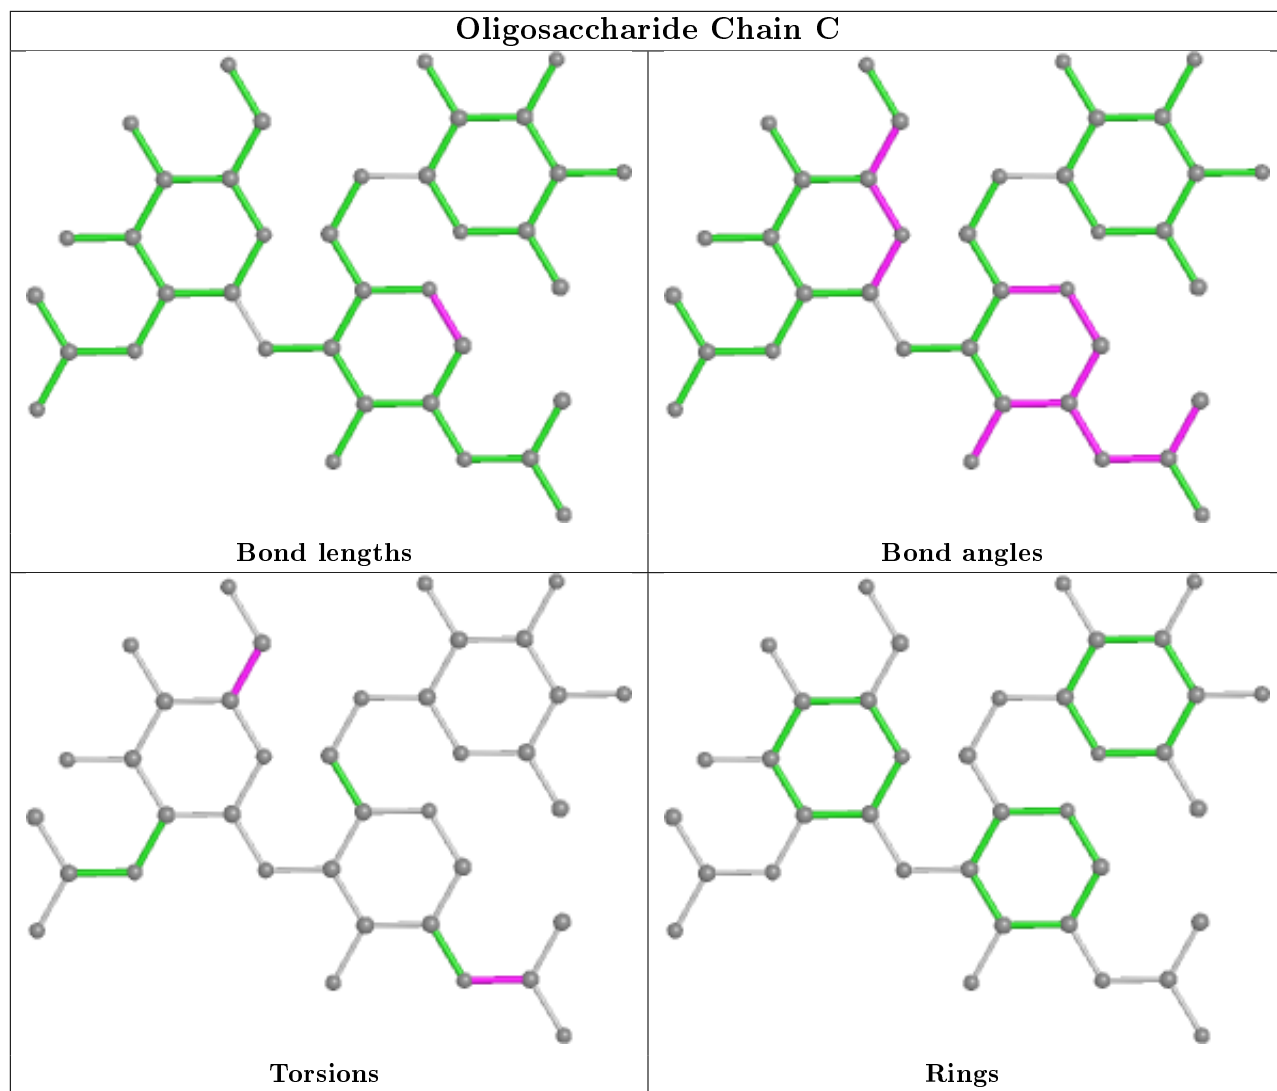 Oligosaccharide Chain C
Bond lengths
Bond angles
Torsions
Rings